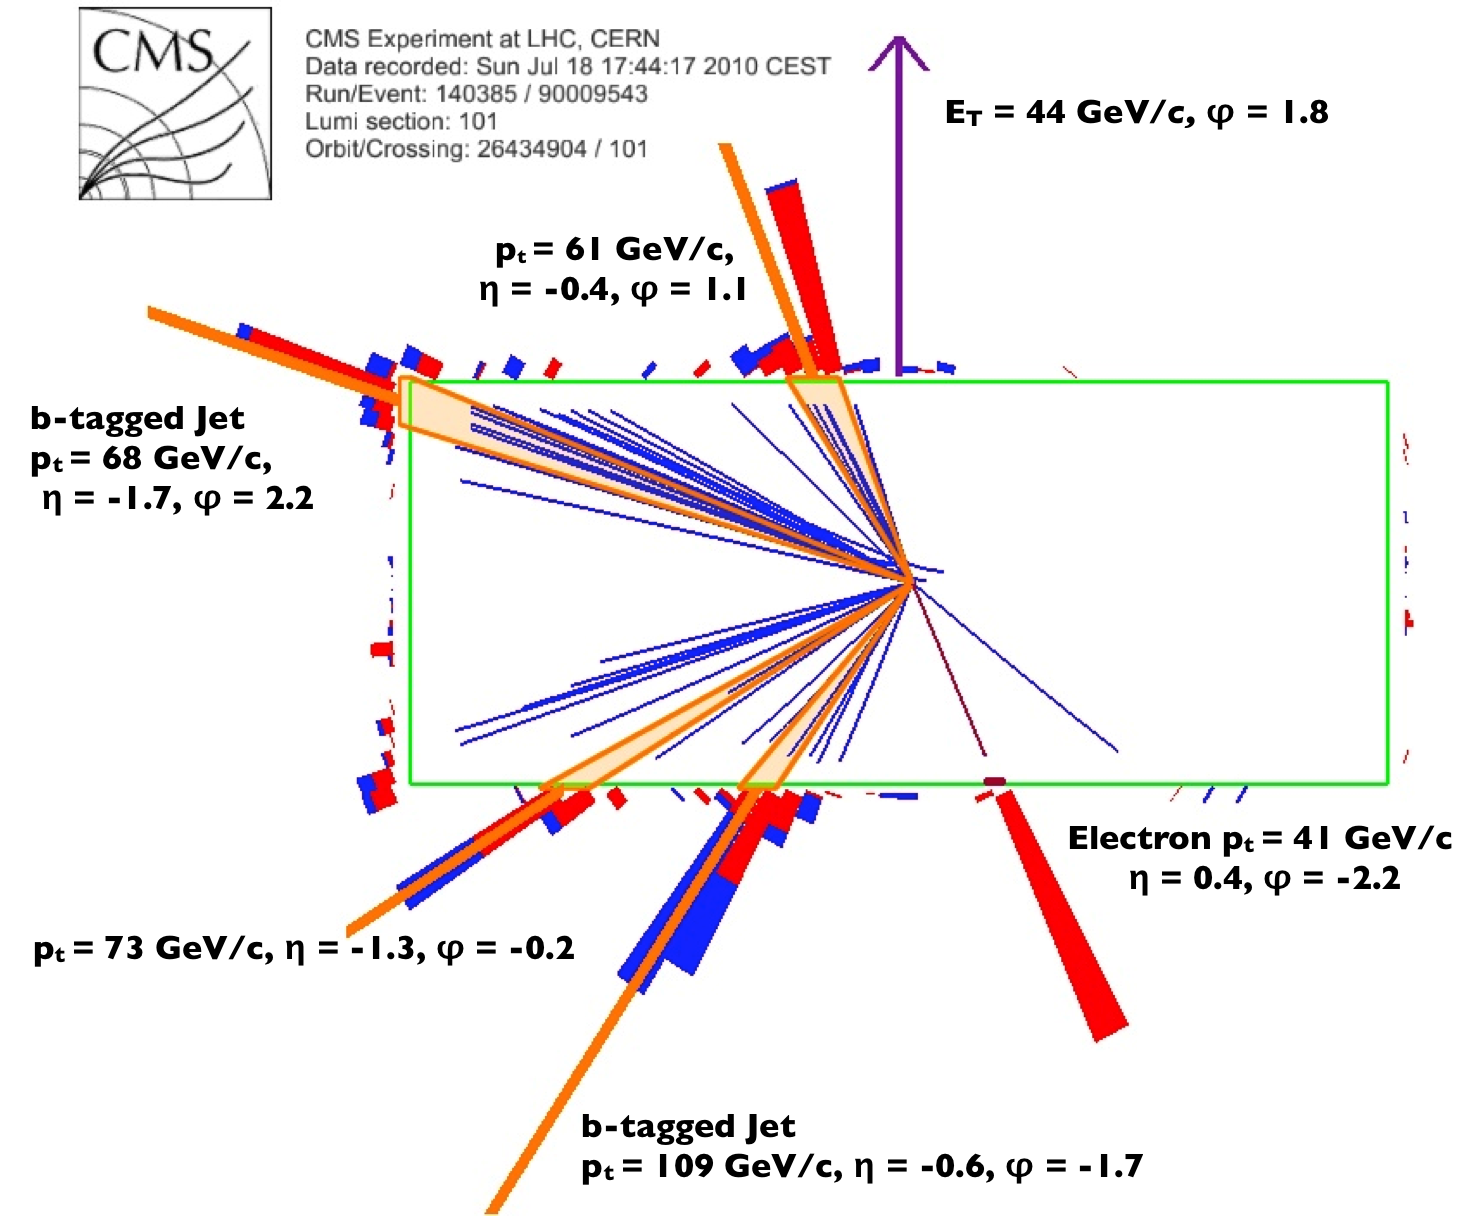 CMS
CMS Experiment at LHC, CERN
Data recorded: Sun Jul 18 17:44:17 2010 CEST
Run/Event: 140385 / 90009543
Lumi section: 101
Orbit/Crossing: 26434904 / 101
E_T = 44 GeV/c, φ = 1.8
p_t = 61 GeV/c,
η = -0.4, φ = 1.1
b-tagged Jet
p_t = 68 GeV/c,
η = -1.7, φ = 2.2
Electron p_t = 41 GeV/c
η = 0.4, φ = -2.2
p_t = 73 GeV/c, η = -1.3, φ = -0.2
b-tagged Jet
p_t = 109 GeV/c, η = -0.6, φ = -1.7